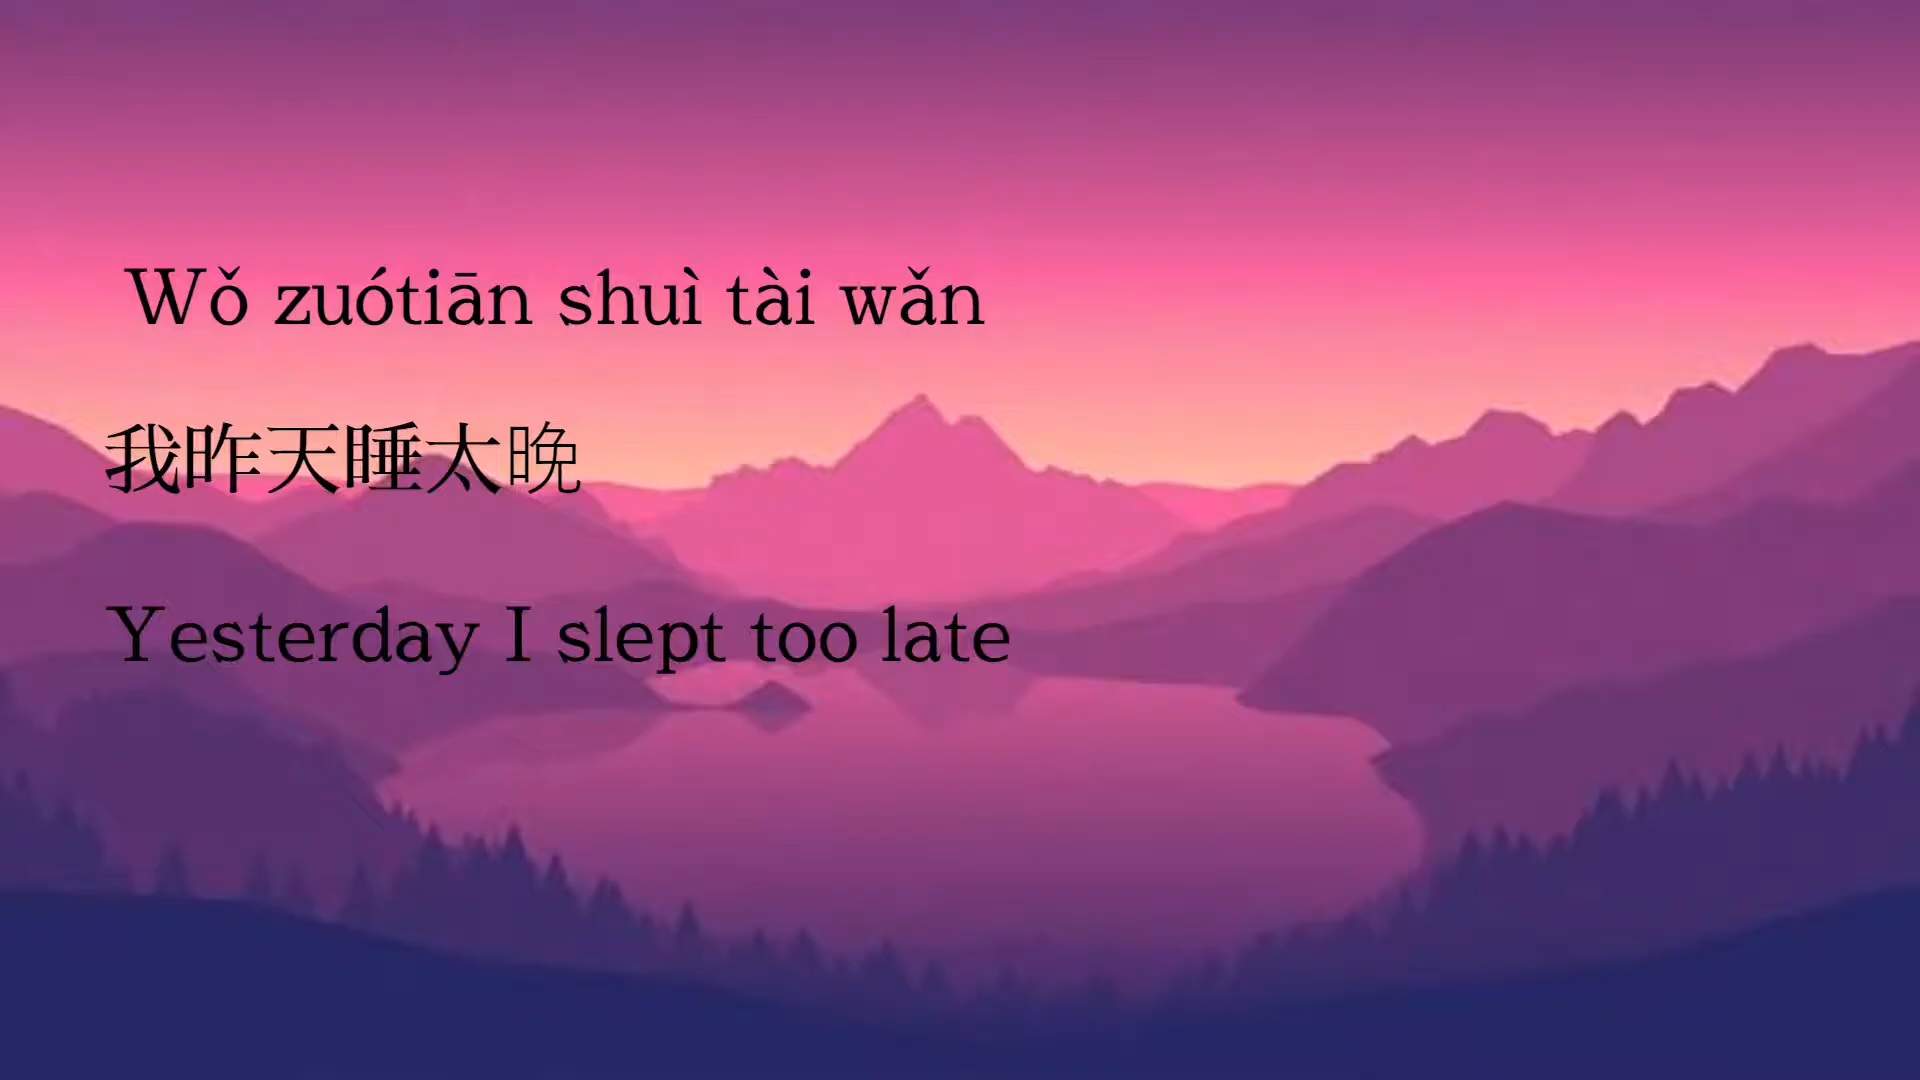 Wǒ zuótiān shuì tài wǎn
我昨天睡太晚
Yesterday I slept too late